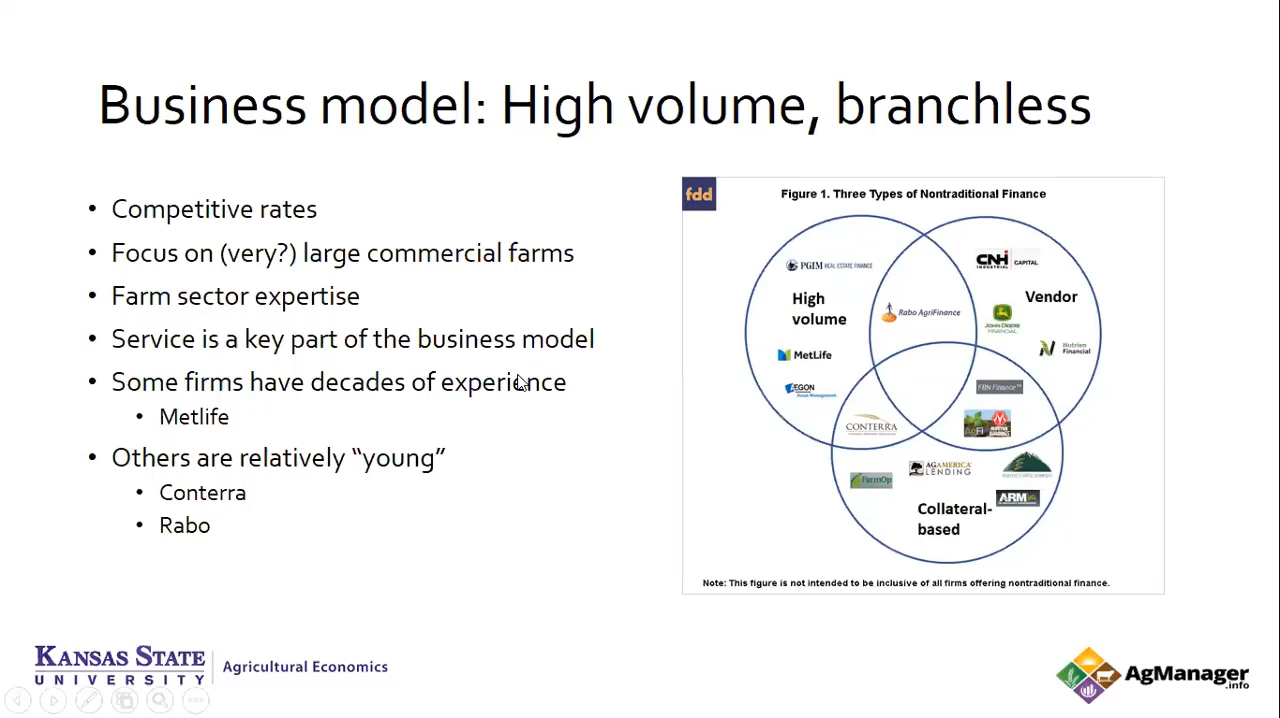 Business model: High volume, branchless
• Competitive rates
• Focus on (very?) large commercial farms
• Farm sector expertise
• Service is a key part of the business model
• Some firms have decades of experience
• Metlife
• Others are relatively “young”
• Conterra
• Rabo
fdd
Figure 1. Three Types of Nontraditional Finance
PGIM REAL ESTATE FINANCE
CNH INDUSTRIAL CAPITAL
High volume
Vendor
Rabo AgriFinance
JOHN DEERE FINANCIAL
Nutrien Financial
MetLife
AEGON Asset Management
FBN Finance™
CONTERRA
AgFi
AGAMERICA LENDING
FarmOp
ARM
Collateral-based
Note: This figure is not intended to be inclusive of all firms offering nontraditional finance.
KANSAS STATE UNIVERSITY
Agricultural Economics
AgManager .info